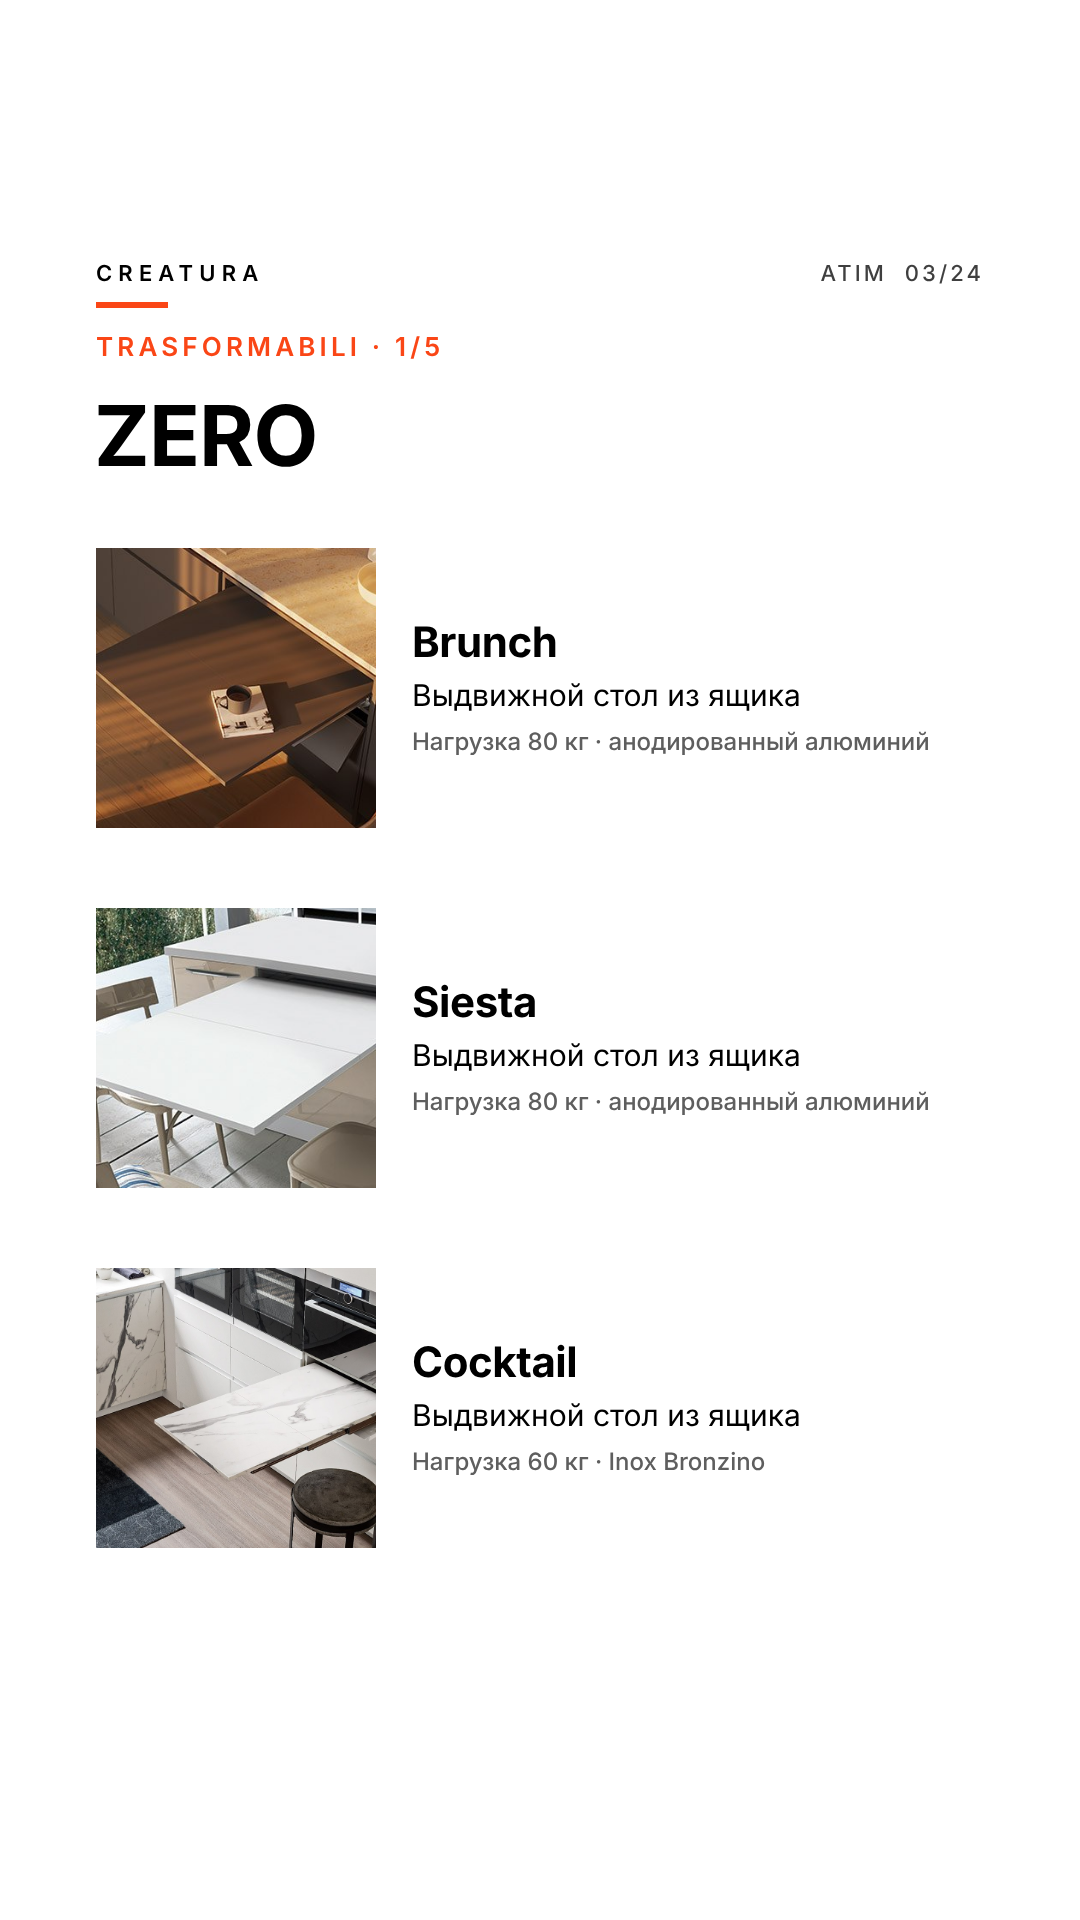 CREATURA
ATIM 03/24
TRASFORMABILI · 1/5
ZERO
Brunch
Выдвижной стол из ящика
Нагрузка 80 кг · анодированный алюминий
Siesta
Выдвижной стол из ящика
Нагрузка 80 кг · анодированный алюминий
Cocktail
Выдвижной стол из ящика
Нагрузка 60 кг · Inox Bronzino